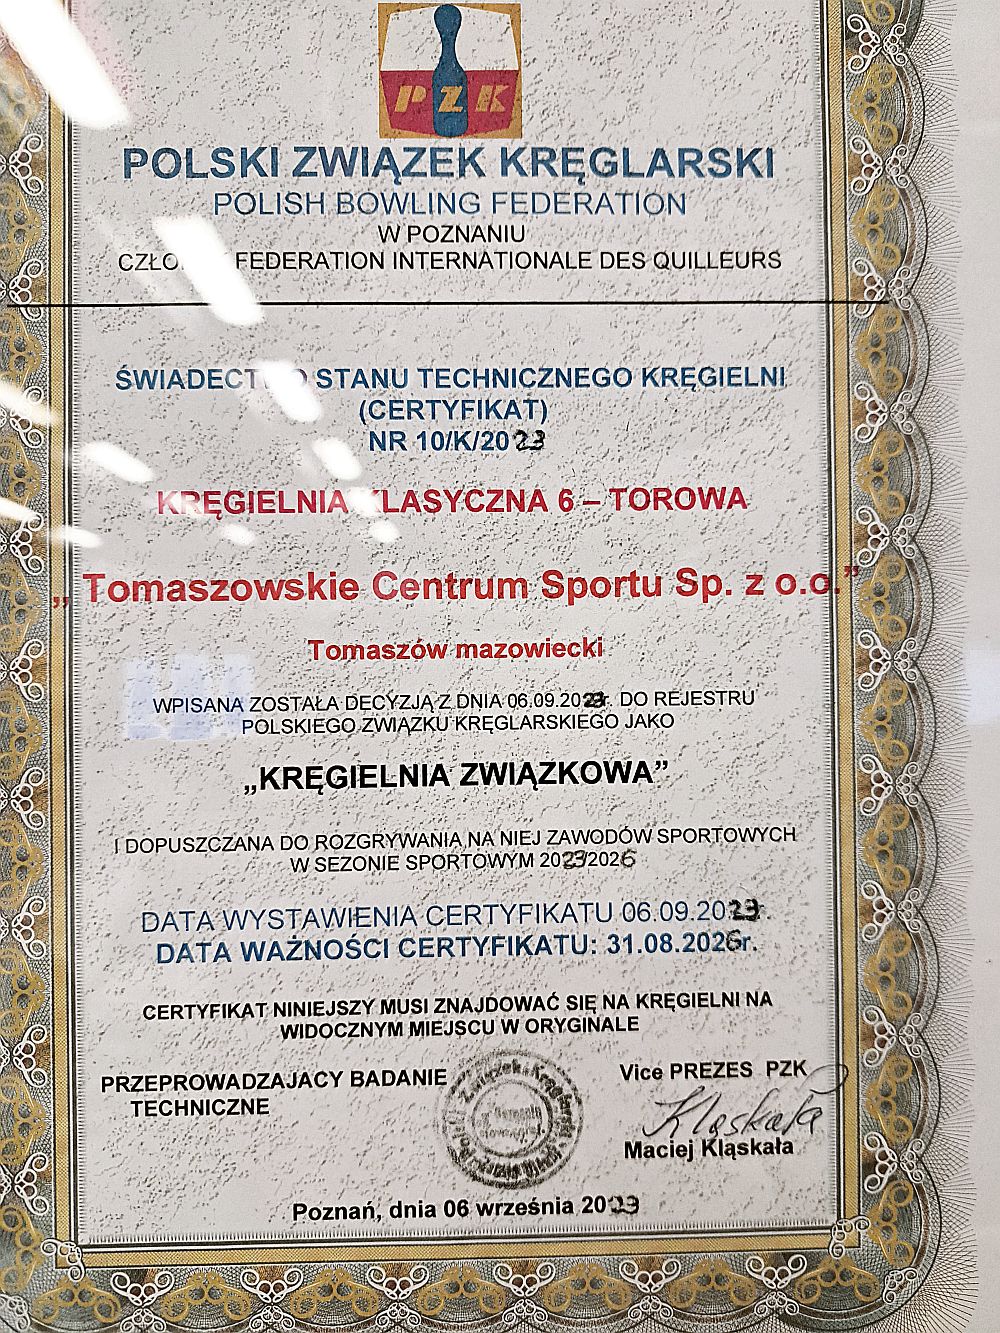 PZK
POLSKI ZWIĄZEK KRĘGLARSKI
POLISH BOWLING FEDERATION
W POZNANIU
FEDERATION INTERNATIONALE DES QUILLEURS
STANU TECHNICZNEGO KRĘGIELNI
(CERTYFIKAT)
NR 10/K/2023
KRĘGIELNIA KLASYCZNA 6 – TOROWA
„ Tomaszowskie Centrum Sportu Sp. z o.o.”
Tomaszów mazowiecki
WPISANA ZOSTAŁA DECYZJĄ Z DNIA 06.09.2023r. DO REJESTRU
POLSKIEGO ZWIĄZKU KRĘGLARSKIEGO JAKO
„KRĘGIELNIA ZWIĄZKOWA”
I DOPUSZCZANA DO ROZGRYWANIA NA NIEJ ZAWODÓW SPORTOWYCH
W SEZONIE SPORTOWYM 2023/2026
DATA WYSTAWIENIA CERTYFIKATU 06.09.2023r.
DATA WAŻNOŚCI CERTYFIKATU: 31.08.2026r.
CERTYFIKAT NINIEJSZY MUSI ZNAJDOWAĆ SIĘ NA KRĘGIELNI NA
WIDOCZNYM MIEJSCU W ORYGINALE
PRZEPROWADZAJACY BADANIE
TECHNICZNE
Vice PREZES PZK
Kląskała
Maciej Kląskała
Poznań, dnia 06 września 2023